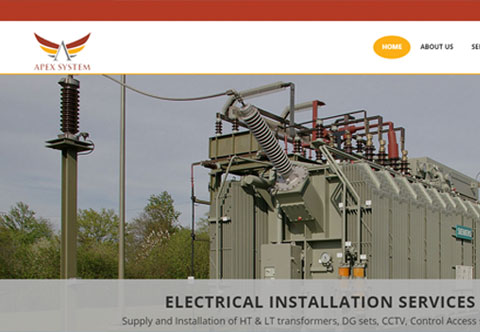 APEX SYSTEM
HOME
ABOUT US
SE
SIEMENS
ELECTRICAL INSTALLATION SERVICES
Supply and Installation of HT & LT transformers, DG sets, CCTV, Control Access